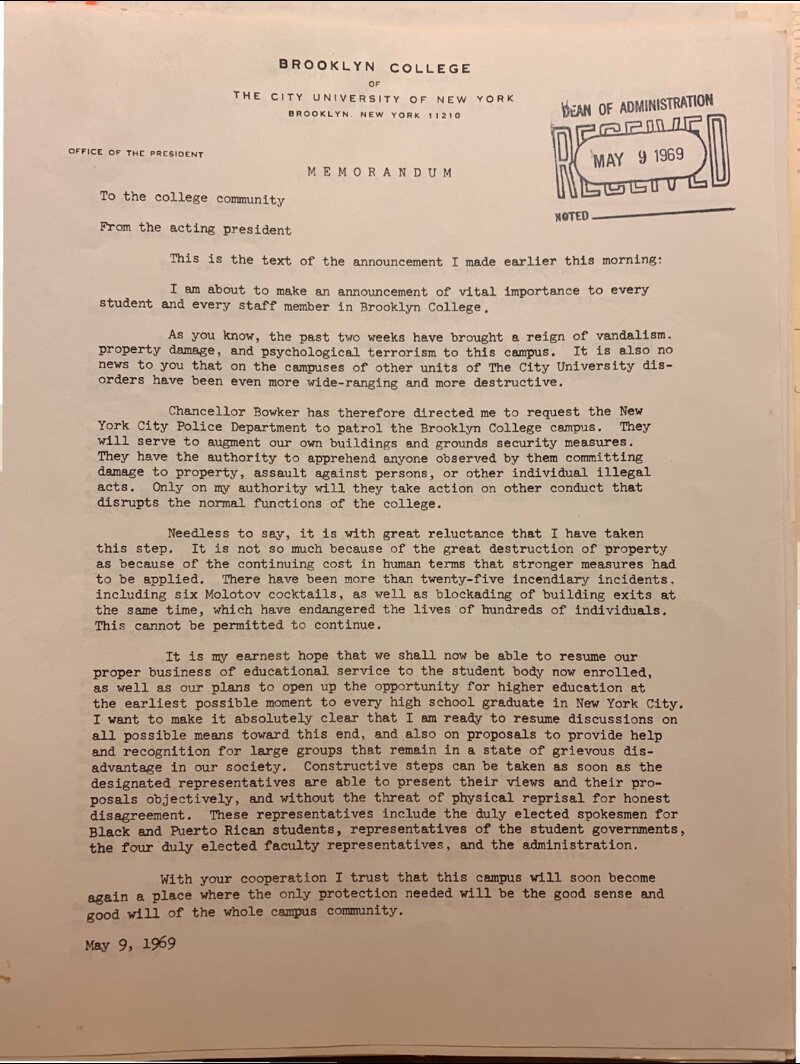 BROOKLYN COLLEGE
OF
THE CITY UNIVERSITY OF NEW YORK
BROOKLYN, NEW YORK 11210
DEAN OF ADMINISTRATION
RECEIVED
MAY 9 1969
NOTED
OFFICE OF THE PRESIDENT
MEMORANDUM
To the college community
From the acting president
This is the text of the announcement I made earlier this morning:
I am about to make an announcement of vital importance to every
student and every staff member in Brooklyn College.
As you know, the past two weeks have brought a reign of vandalism,
property damage, and psychological terrorism to this campus. It is also no
news to you that on the campuses of other units of The City University dis-
orders have been even more wide-ranging and more destructive.
Chancellor Bowker has therefore directed me to request the New
York City Police Department to patrol the Brooklyn College campus. They
will serve to augment our own buildings and grounds security measures.
They have the authority to apprehend anyone observed by them committing
damage to property, assault against persons, or other individual illegal
acts. Only on my authority will they take action on other conduct that
disrupts the normal functions of the college.
Needless to say, it is with great reluctance that I have taken
this step. It is not so much because of the great destruction of property
as because of the continuing cost in human terms that stronger measures had
to be applied. There have been more than twenty-five incendiary incidents,
including six Molotov cocktails, as well as blockading of building exits at
the same time, which have endangered the lives of hundreds of individuals.
This cannot be permitted to continue.
It is my earnest hope that we shall now be able to resume our
proper business of educational service to the student body now enrolled,
as well as our plans to open up the opportunity for higher education at
the earliest possible moment to every high school graduate in New York City.
I want to make it absolutely clear that I am ready to resume discussions on
all possible means toward this end, and also on proposals to provide help
and recognition for large groups that remain in a state of grievous dis-
advantage in our society. Constructive steps can be taken as soon as the
designated representatives are able to present their views and their pro-
posals objectively, and without the threat of physical reprisal for honest
disagreement. These representatives include the duly elected spokesmen for
Black and Puerto Rican students, representatives of the student governments,
the four duly elected faculty representatives, and the administration.
With your cooperation I trust that this campus will soon become
again a place where the only protection needed will be the good sense and
good will of the whole campus community.
May 9, 1969